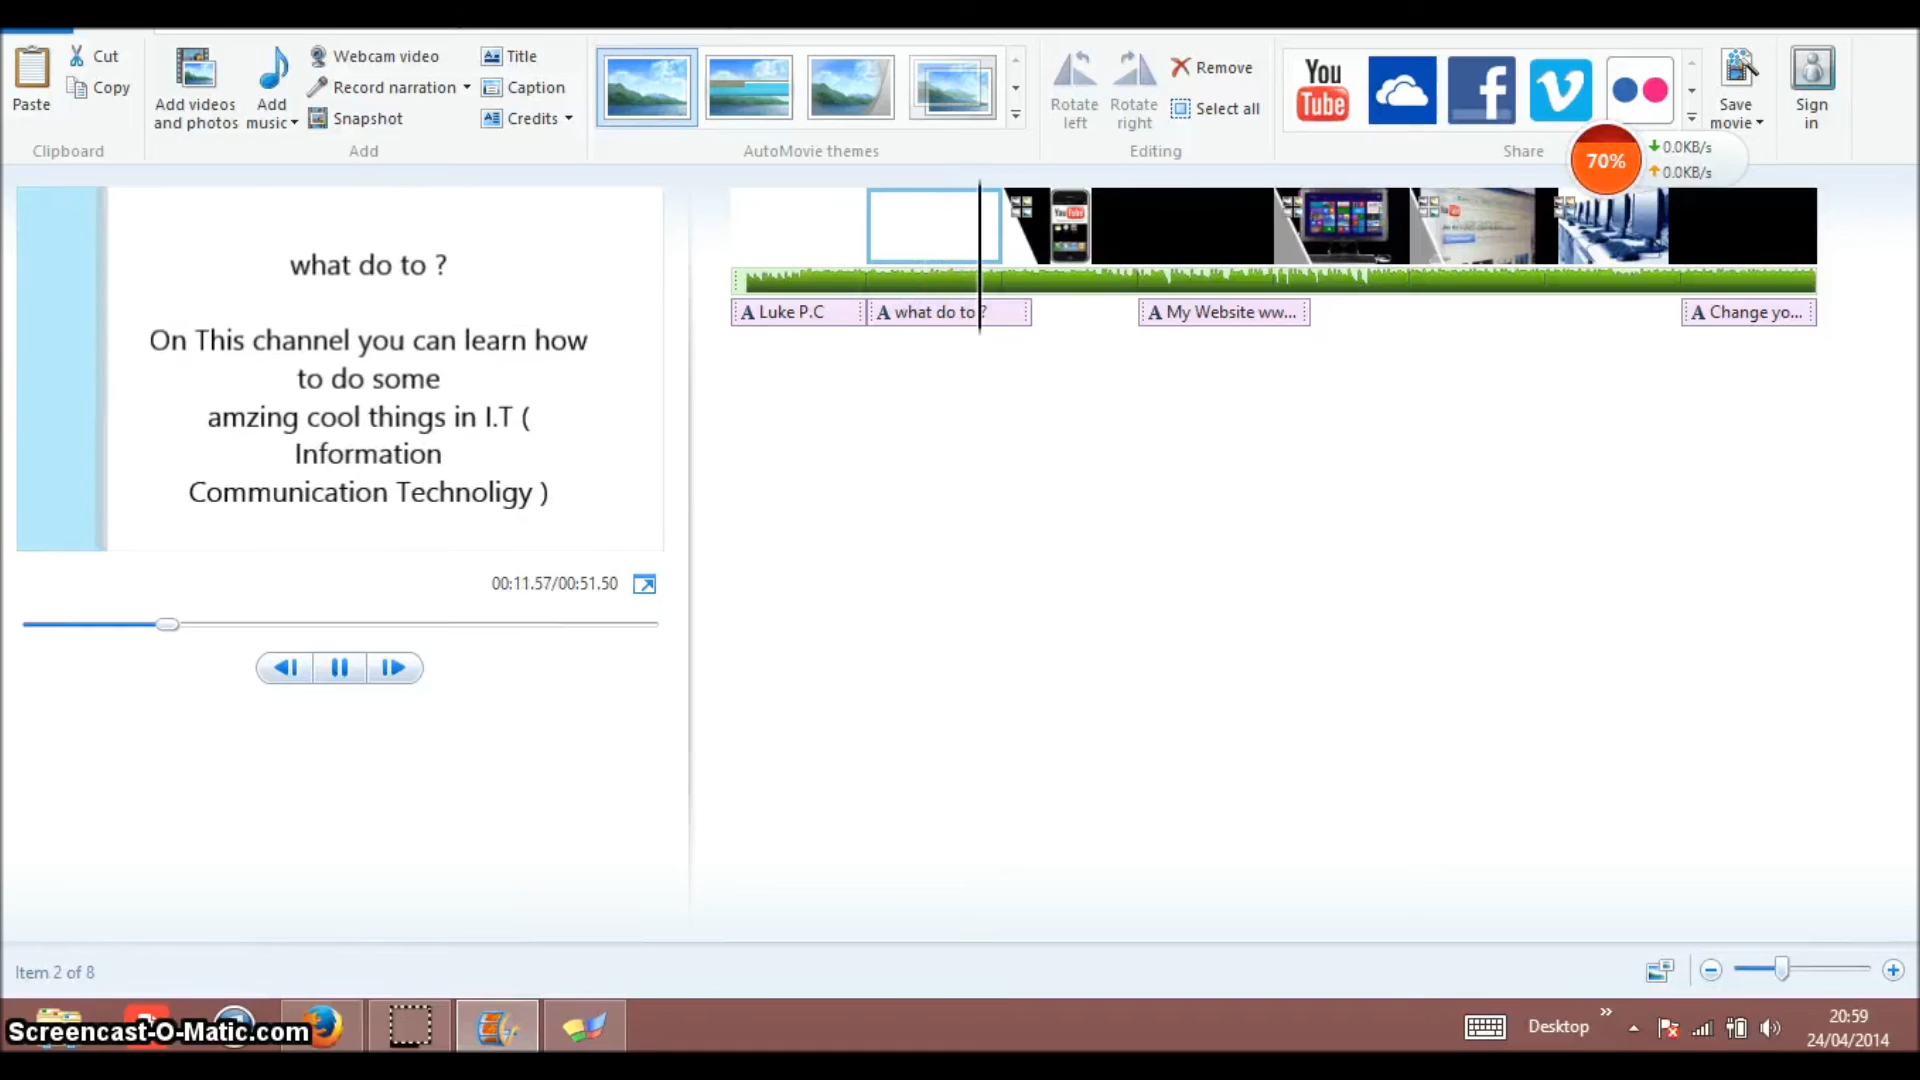 Paste
Cut
Copy
Clipboard
Add videos
and photos
Add
music
Webcam video
Record narration
Snapshot
Title
Caption
Credits
Add
AutoMovie themes
Rotate
left
Rotate
right
Remove
Select all
Editing
You
Tube
Share
Save
movie
Sign
in
70%
0.0KB/s
0.0KB/s
what do to ?
On This channel you can learn how
to do some
amzing cool things in I.T (
Information
Communication Technoligy )
00:11.57/00:51.50
You Tube
A Luke P.C
A what do to ?
A My Website ww...
A Change yo...
Item 2 of 8
Screencast-O-Matic.com
Desktop
20:59
24/04/2014